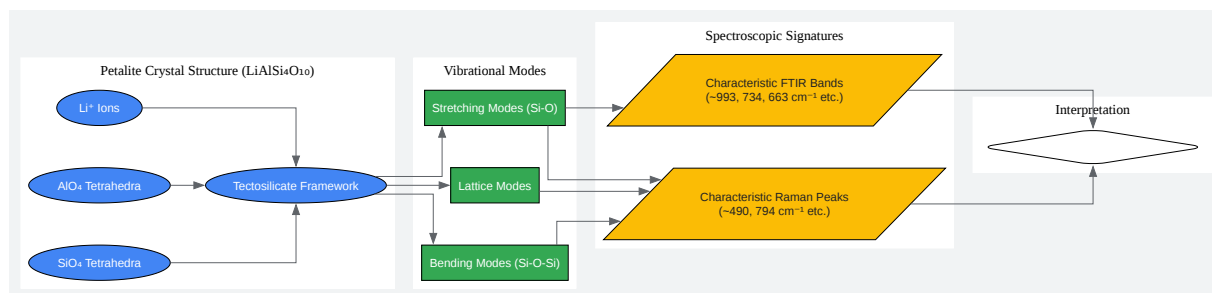 Petalite Crystal Structure (LiAlSi₄O₁₀)
Li⁺ Ions
AlO₄ Tetrahedra
SiO₄ Tetrahedra
Tectosilicate Framework
Vibrational Modes
Stretching Modes (Si-O)
Lattice Modes
Bending Modes (Si-O-Si)
Spectroscopic Signatures
Characteristic FTIR Bands
(~993, 734, 663 cm⁻¹ etc.)
Characteristic Raman Peaks
(~490, 794 cm⁻¹ etc.)
Interpretation